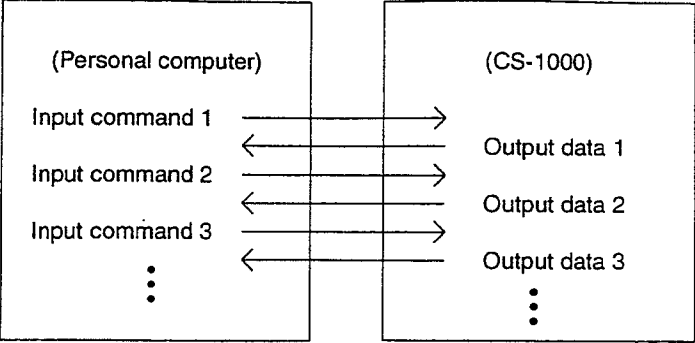 (Personal computer)
(CS-1000)
Input command 1
Output data 1
Input command 2
Output data 2
Input command 3
Output data 3